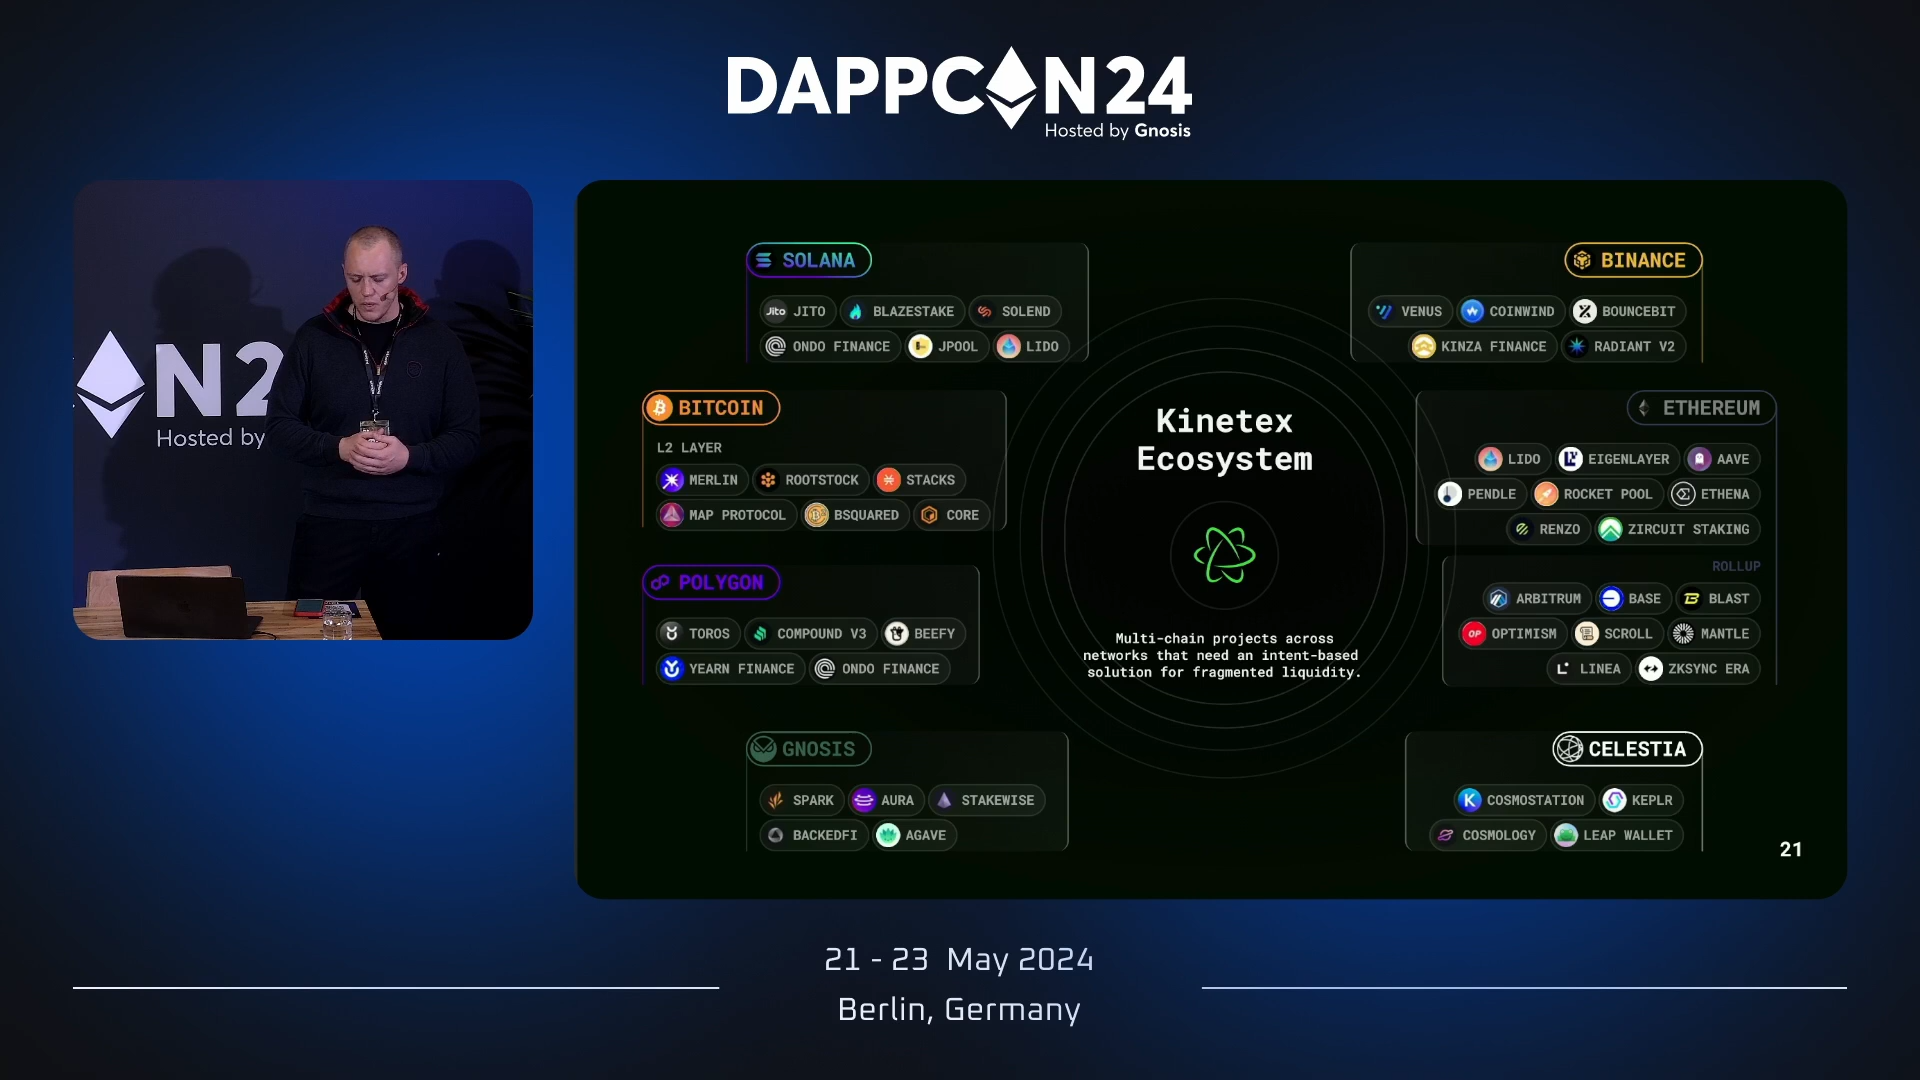 DAPPCON24
Hosted by Gnosis
N2
Hosted by
SOLANA
Jito JITO
BLAZESTAKE
SOLEND
ONDO FINANCE
JPOOL
LIDO
BINANCE
VENUS
COINWIND
BOUNCEBIT
KINZA FINANCE
RADIANT V2
BITCOIN
L2 LAYER
MERLIN
ROOTSTOCK
STACKS
MAP PROTOCOL
BSQUARED
CORE
Kinetex
Ecosystem
Multi-chain projects across
networks that need an intent-based
solution for fragmented liquidity.
ETHEREUM
LIDO
EIGENLAYER
AAVE
PENDLE
ROCKET POOL
ETHENA
RENZO
ZIRCUIT STAKING
ROLLUP
ARBITRUM
BASE
BLAST
OP OPTIMISM
SCROLL
MANTLE
LINEA
ZKSYNC ERA
POLYGON
TOROS
COMPOUND V3
BEEFY
YEARN FINANCE
ONDO FINANCE
GNOSIS
SPARK
AURA
STAKEWISE
BACKEDFI
AGAVE
CELESTIA
COSMOSTATION
KEPLR
COSMOLOGY
LEAP WALLET
21
21 - 23 May 2024
Berlin, Germany